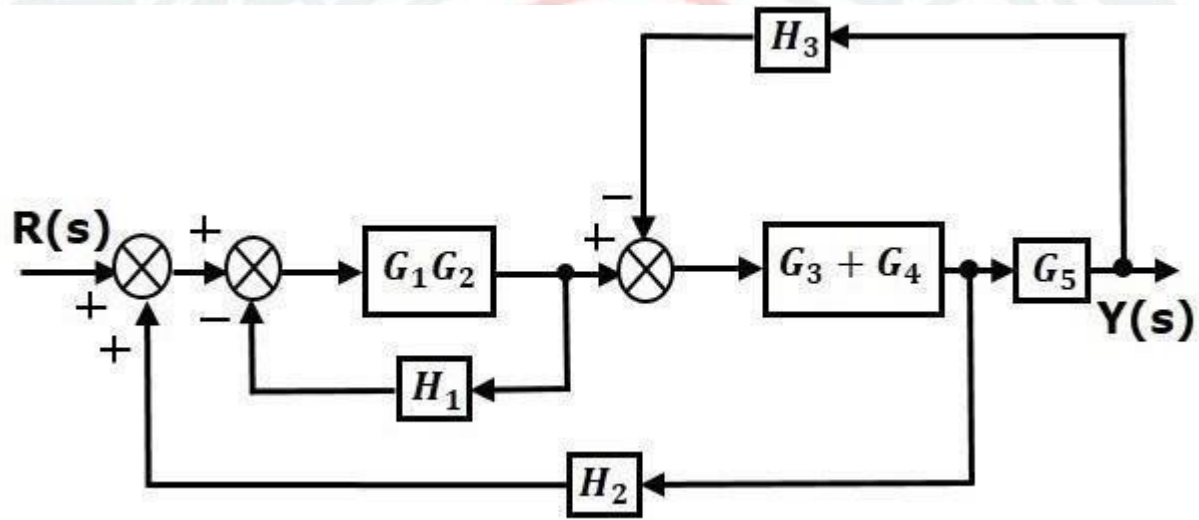 H₃
R(s)
+
+
+
+
−
G₁G₂
+
−
G₃ + G₄
G₅
Y(s)
H₁
H₂